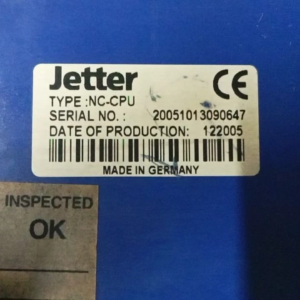 Jetter CE
TYPE :NC-CPU
SERIAL NO.: 20051013090647
DATE OF PRODUCTION: 122005
MADE IN GERMANY
INSPECTED
OK